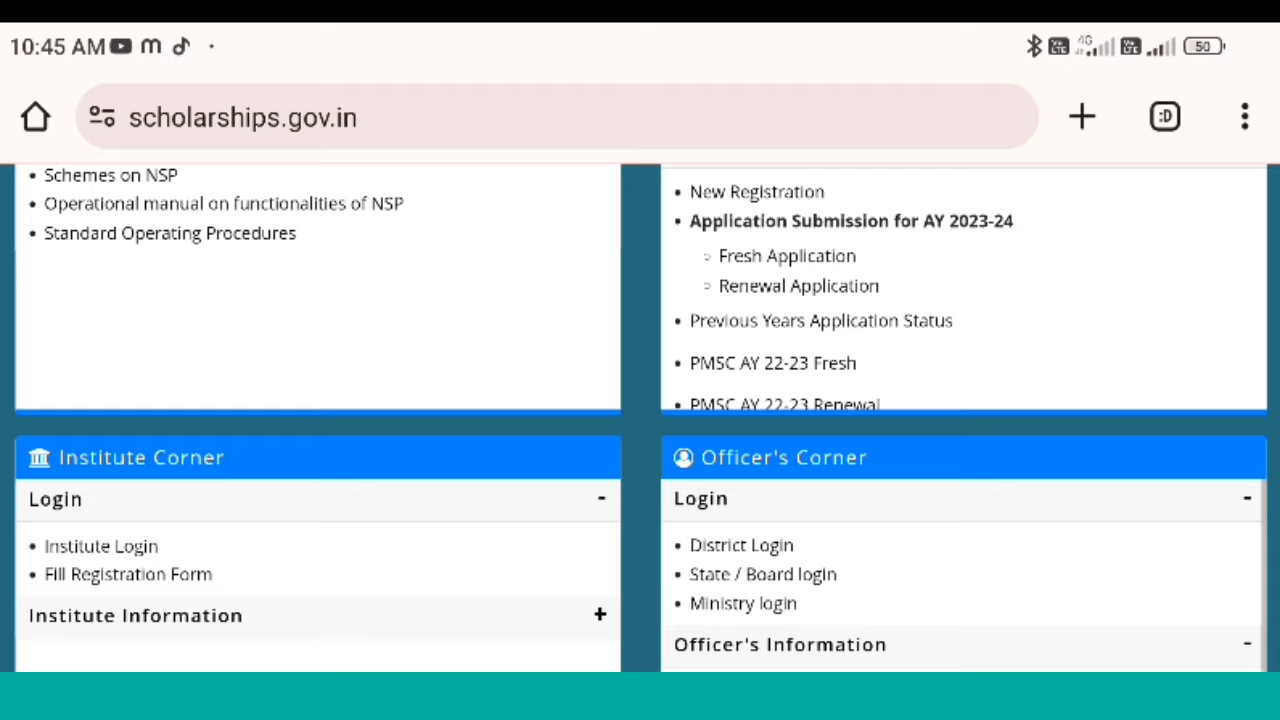 10:45 AM
4G
50
scholarships.gov.in
:D
Schemes on NSP
Operational manual on functionalities of NSP
Standard Operating Procedures
New Registration
Application Submission for AY 2023-24
Fresh Application
Renewal Application
Previous Years Application Status
PMSC AY 22-23 Fresh
PMSC AY 22-23 Renewal
Institute Corner
Login -
Institute Login
Fill Registration Form
Institute Information +
Officer's Corner
Login -
District Login
State / Board login
Ministry login
Officer's Information -